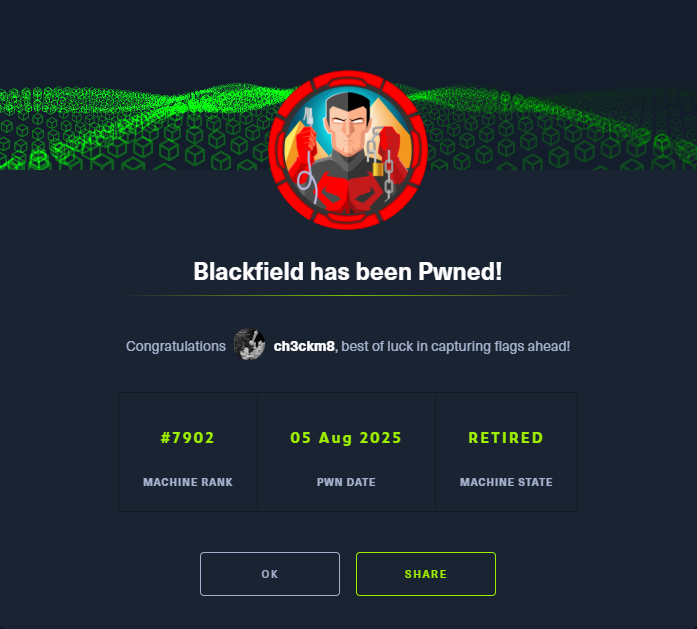 Blackfield has been Pwned!
Congratulations ch3ckm8, best of luck in capturing flags ahead!
#7902 05 Aug 2025 RETIRED
MACHINE RANK PWN DATE MACHINE STATE
OK SHARE